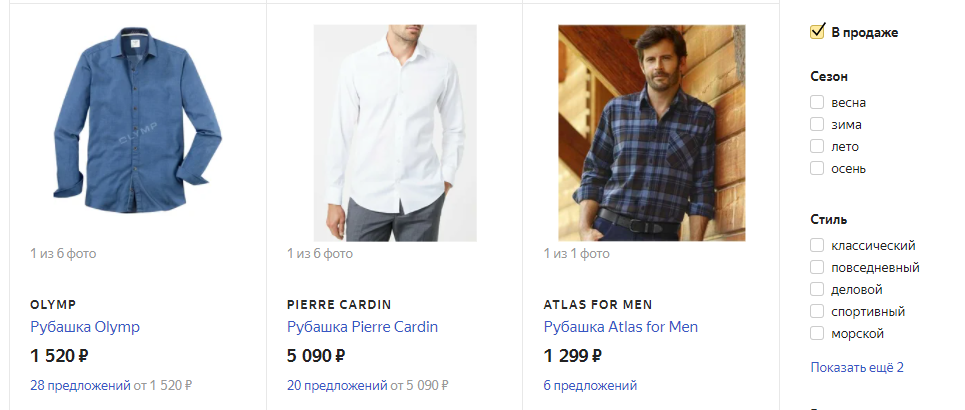 OLYMP
1 из 6 фото
OLYMP
Рубашка Olymp
1 520 ₽
28 предложений от 1 520 ₽
1 из 6 фото
PIERRE CARDIN
Рубашка Pierre Cardin
5 090 ₽
20 предложений от 5 090 ₽
1 из 1 фото
ATLAS FOR MEN
Рубашка Atlas for Men
1 299 ₽
6 предложений
В продаже
Сезон
весна
зима
лето
осень
Стиль
классический
повседневный
деловой
спортивный
морской
Показать ещё 2